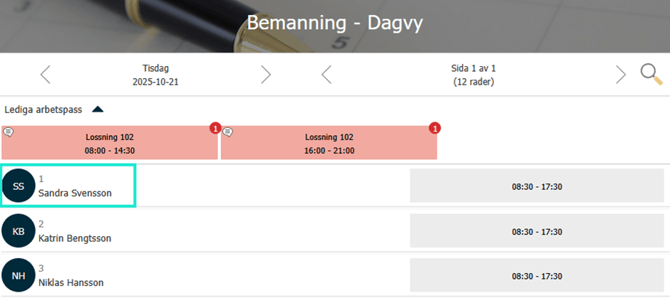 Bemanning - Dagvy
Tisdag
2025-10-21
Sida 1 av 1
(12 rader)
Lediga arbetspass
Lossning 102
08:00 - 14:30
1
Lossning 102
16:00 - 21:00
1
SS
1
Sandra Svensson
08:30 - 17:30
KB
2
Katrin Bengtsson
08:30 - 17:30
NH
3
Niklas Hansson
08:30 - 17:30